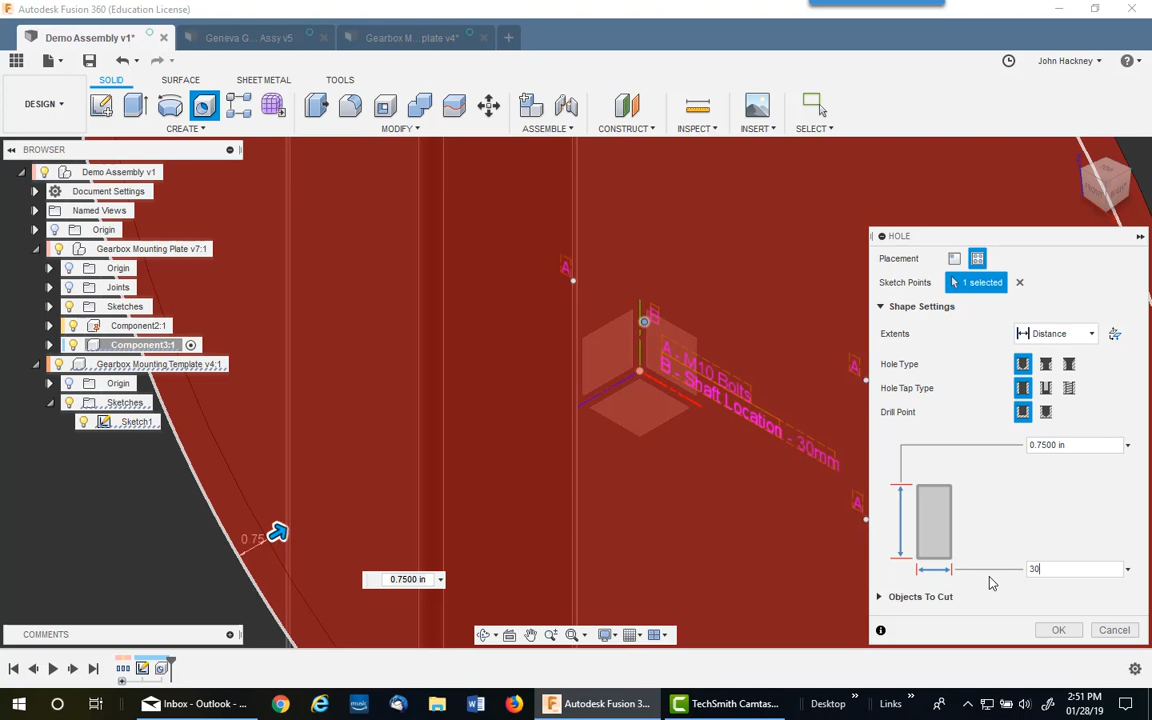 Autodesk Fusion 360 (Education License)
Demo Assembly v1*
Geneva G... Assy v5
Gearbox M...plate v4*
John Hackney
SOLID
SURFACE
SHEET METAL
TOOLS
DESIGN
CREATE
MODIFY
ASSEMBLE
CONSTRUCT
INSPECT
INSERT
SELECT
BROWSER
Demo Assembly v1
Document Settings
Named Views
Origin
Gearbox Mounting Plate v7:1
Origin
Joints
Sketches
Component2:1
Component3:1
Gearbox Mounting Template v4:1
Origin
Sketches
Sketch1
A
A
A
B
A - M10 Bolts
B - Shaft Location - 30mm
0.75
0.7500 in
HOLE
Placement
Sketch Points
1 selected
Shape Settings
Extents
Distance
Hole Type
Hole Tap Type
Drill Point
0.7500 in
30
Objects To Cut
OK
Cancel
COMMENTS
Inbox - Outlook - ...
Autodesk Fusion 3...
TechSmith Camtas...
Desktop
Links
2:51 PM
01/28/19